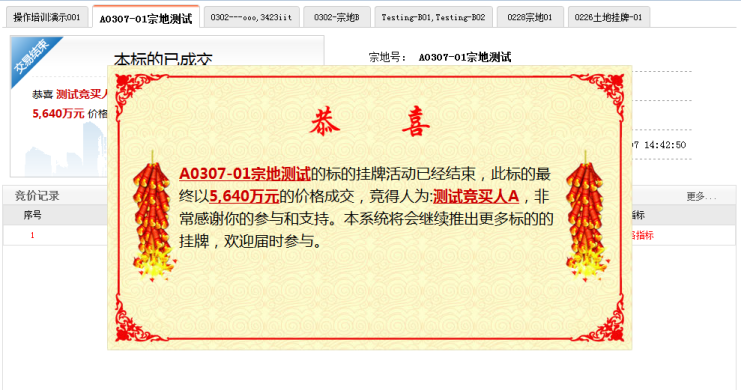 操作培训演示001 A0307-01宗地测试 0302---ooo,3423iit 0302-宗地B Testing-B01,Testing-B02 0228宗地01 0226土地挂牌-01
交易结束
本标的已成交
宗地号： A0307-01宗地测试
恭喜 测试竞买人
5,640万元 价格
07 14:42:50
恭 喜
A0307-01宗地测试的标的挂牌活动已经结束，此标的最
终以5,640万元的价格成交，竞得人为:测试竞买人A，非
常感谢你的参与和支持。本系统将会继续推出更多标的的
挂牌，欢迎届时参与。
竞价记录 更多...
序号 指标
1 指标